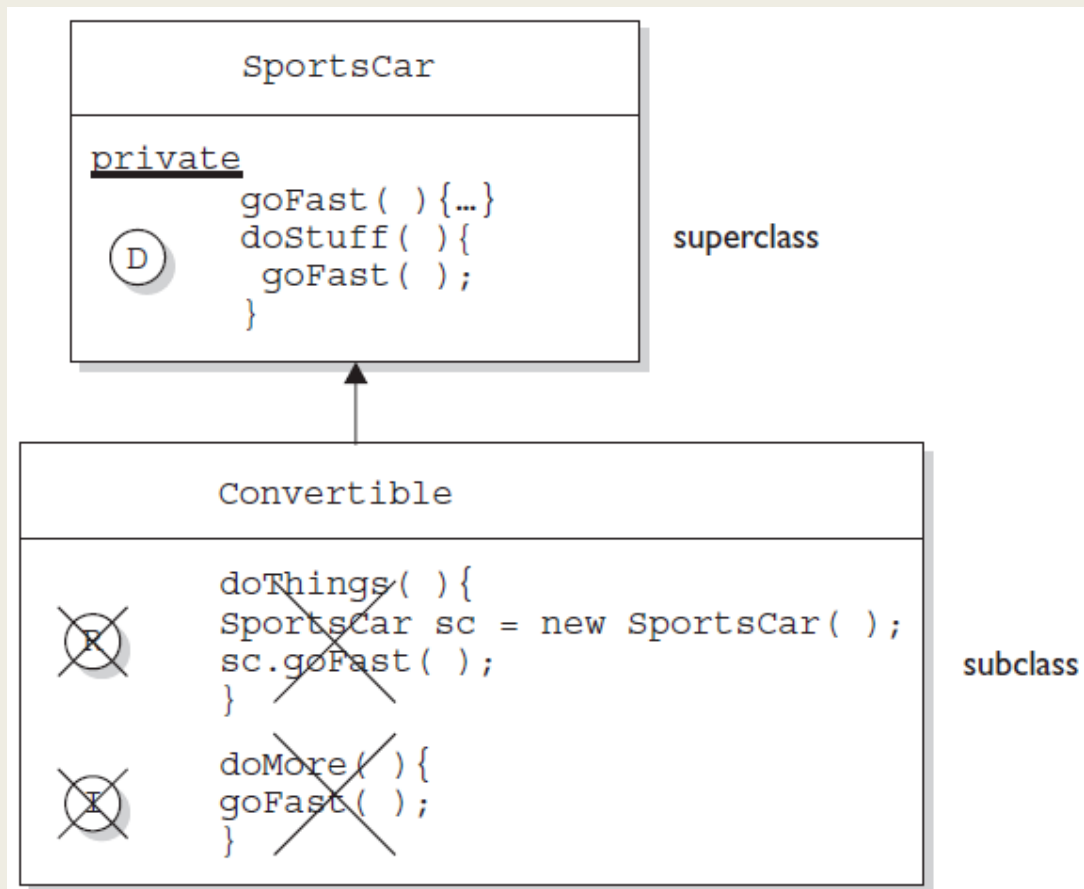 SportsCar
private
goFast( ){…}
doStuff( ){
goFast( );
}
D
superclass
Convertible
doThings( ){
SportsCar sc = new SportsCar( );
sc.goFast( );
}
R
subclass
doMore( ){
goFast( );
}
I